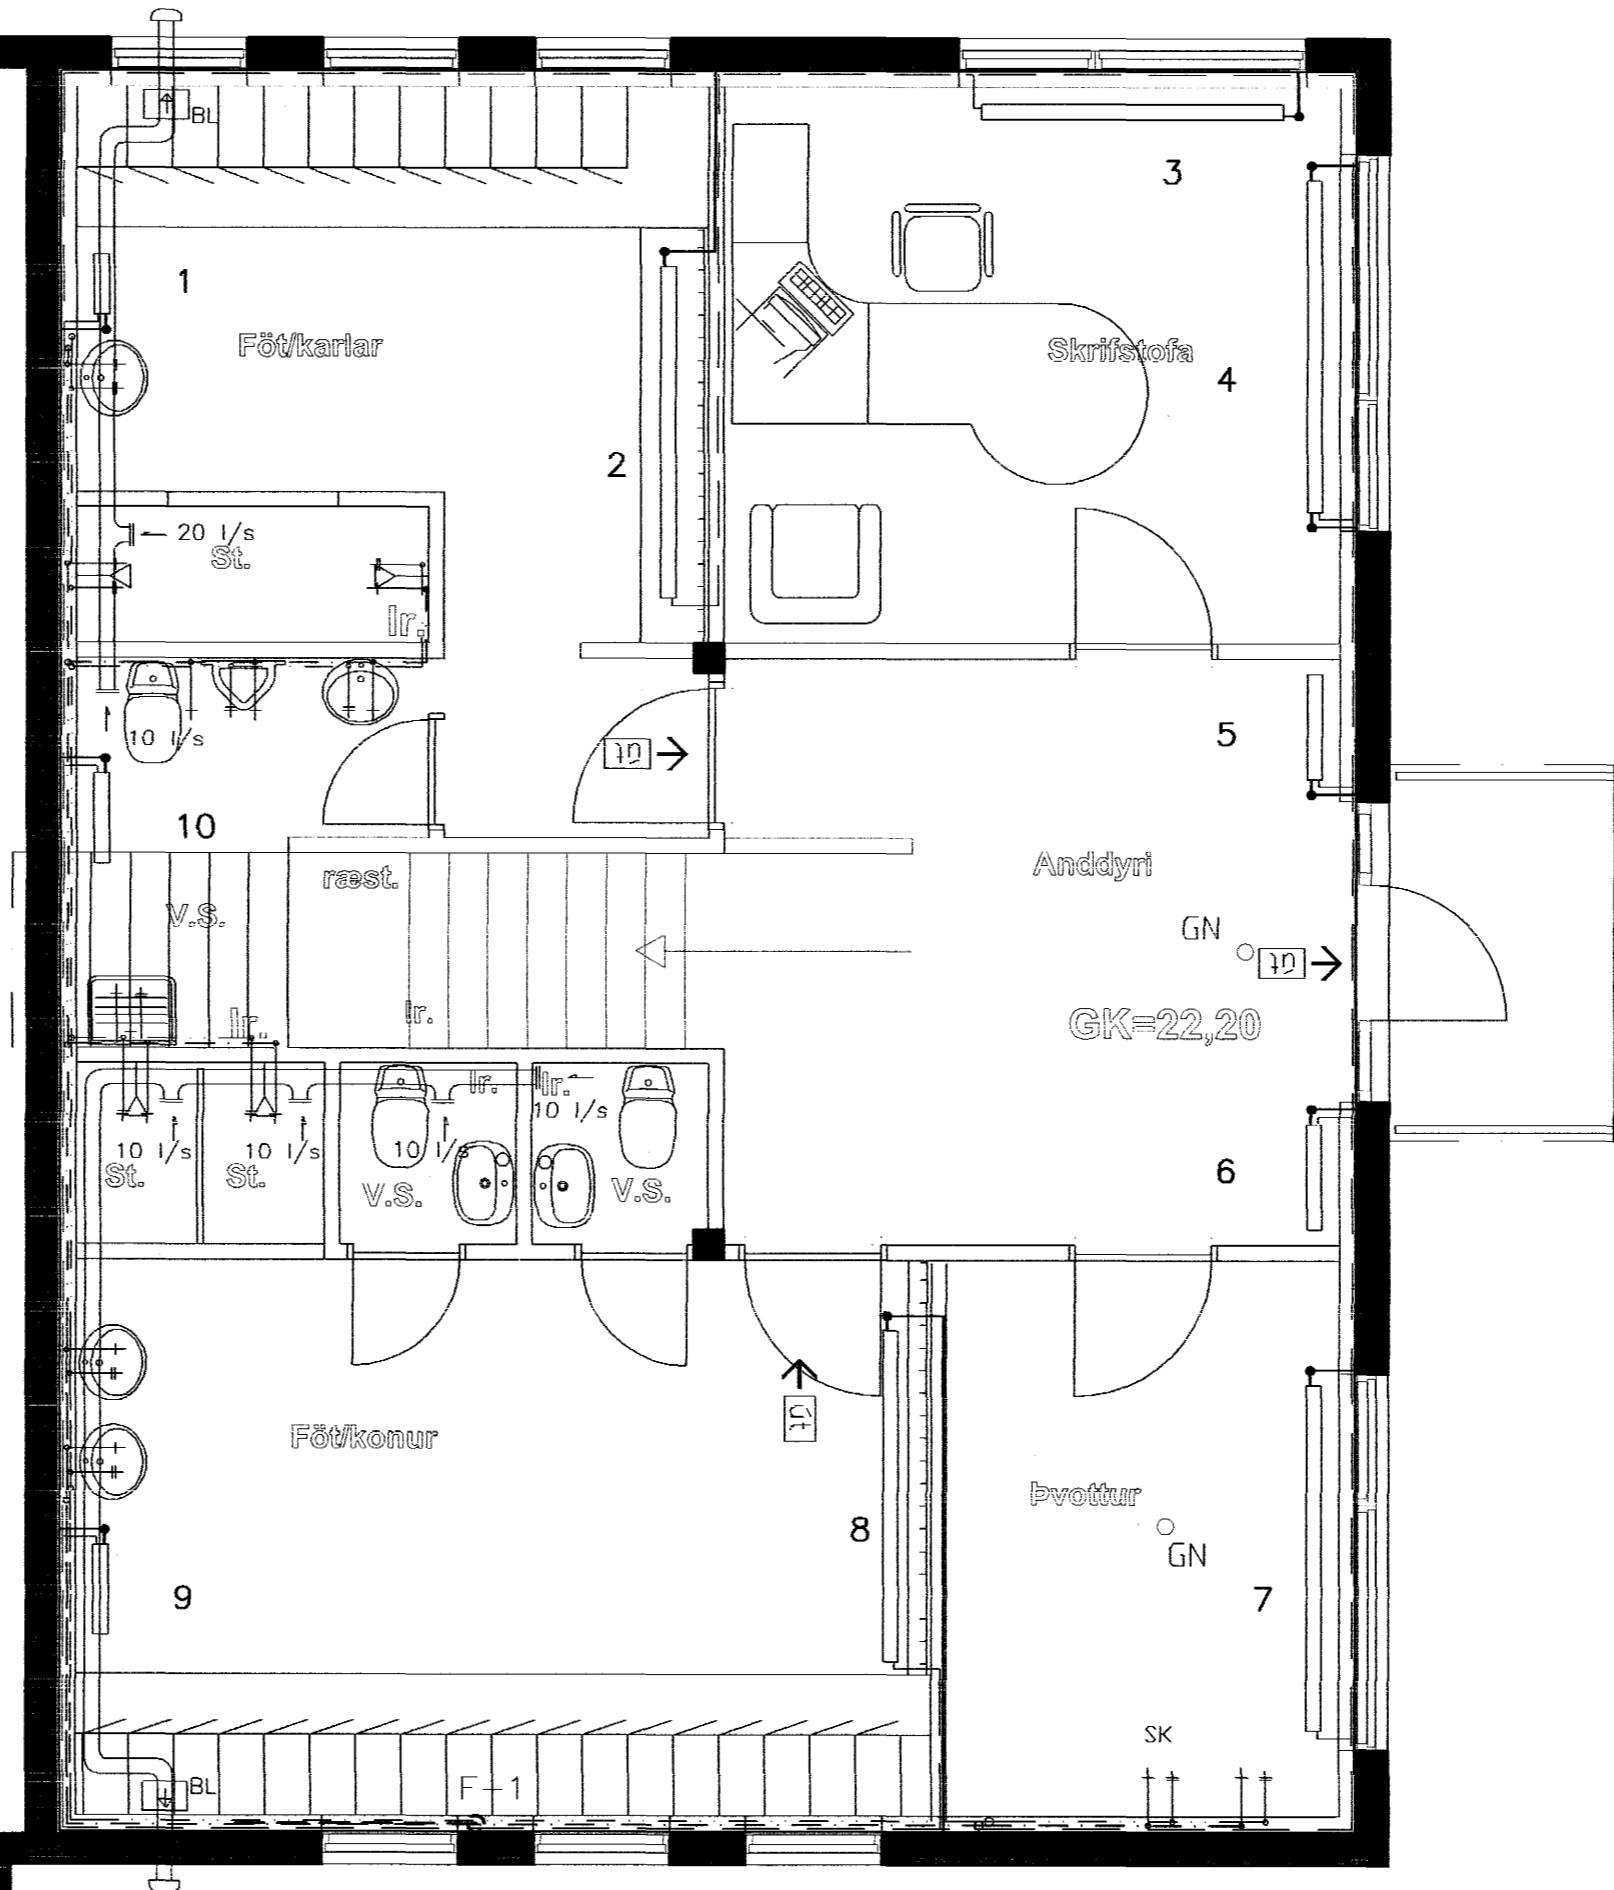 BL
3
1
Föt/karlar
Skrifstofa
4
2
20 l/s
St.
Ir.
10 l/s
út
5
10
ræst.
Anddyri
V.S.
GN
út
Ir.
Ir.
GK=22,20
Ir.
Ir.
10 l/s
10 l/s
10 l/s
10 l/s
St.
St.
V.S.
V.S.
6
út
Föt/konur
Þvottur
8
GN
9
7
SK
BL
F+1